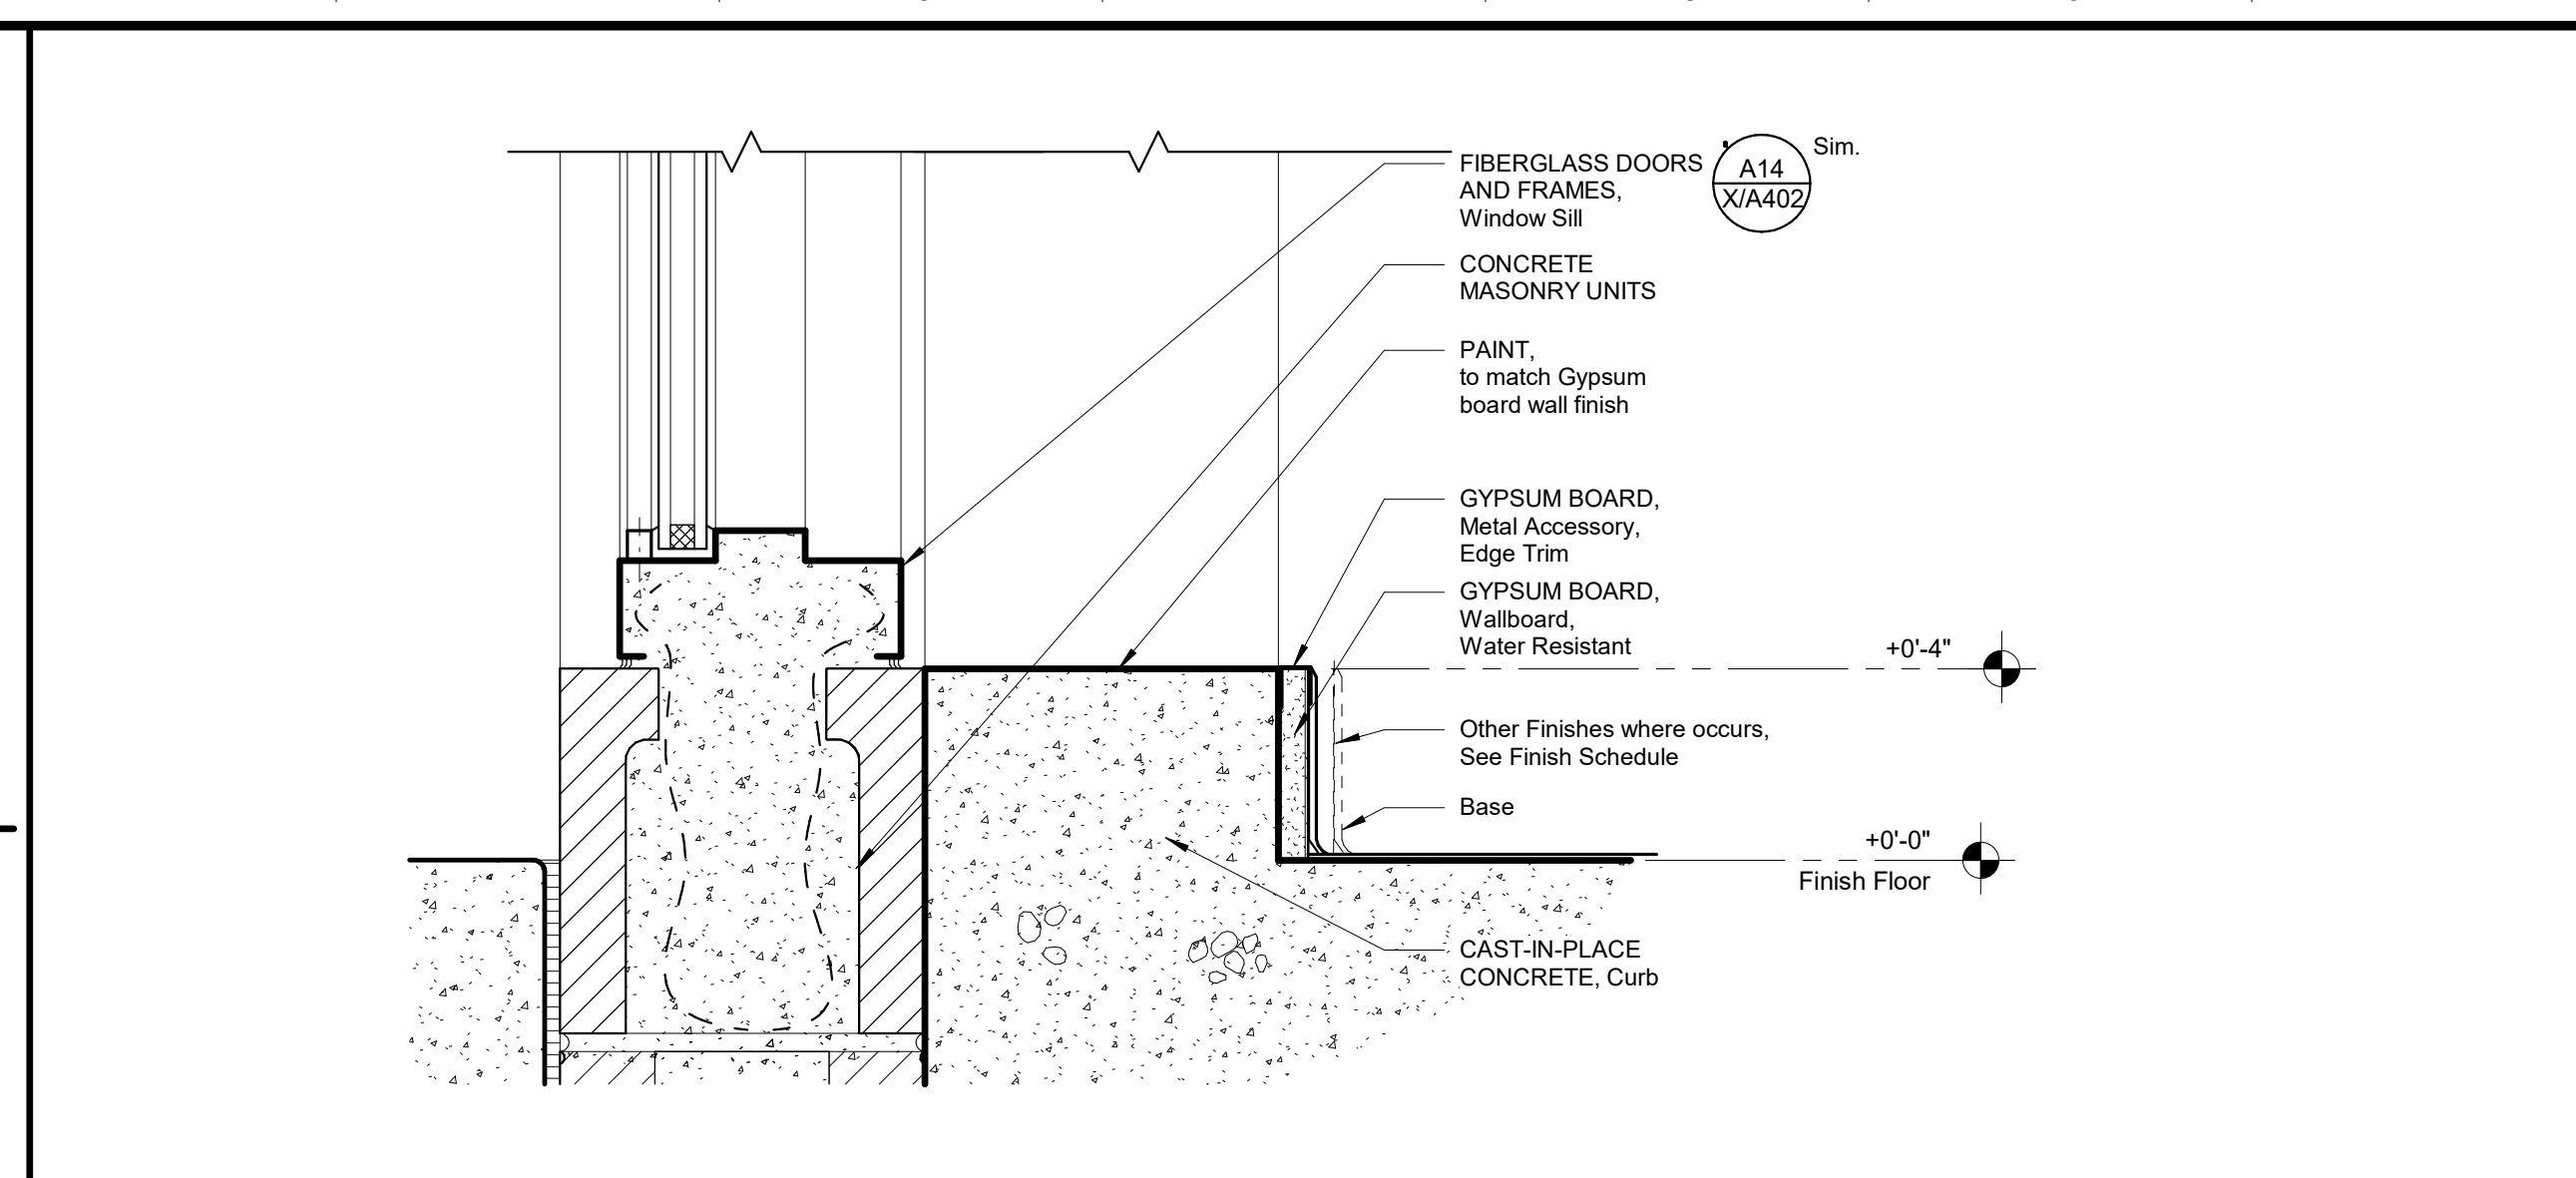 FIBERGLASS DOORS
AND FRAMES,
Window Sill
A14
X/A402
Sim.
CONCRETE
MASONRY UNITS
PAINT,
to match Gypsum
board wall finish
GYPSUM BOARD,
Metal Accessory,
Edge Trim
GYPSUM BOARD,
Wallboard,
Water Resistant
+0'-4"
Other Finishes where occurs,
See Finish Schedule
Base
+0'-0"
Finish Floor
CAST-IN-PLACE
CONCRETE, Curb